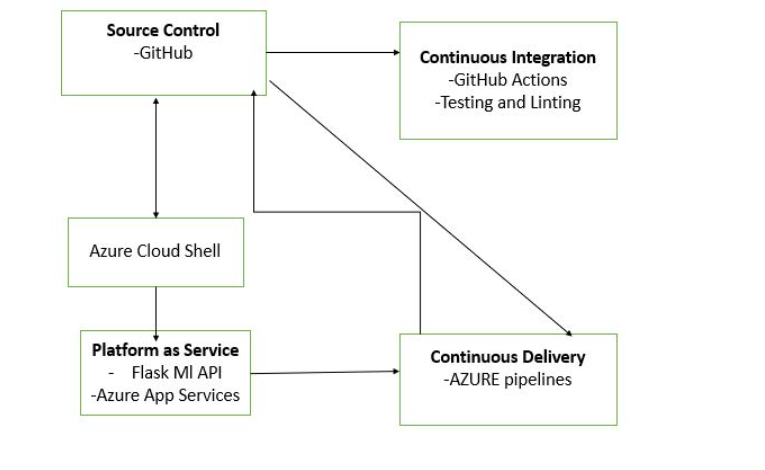 Source Control
-GitHub
Continuous Integration
-GitHub Actions
-Testing and Linting
Azure Cloud Shell
Platform as Service
- Flask Ml API
-Azure App Services
Continuous Delivery
-AZURE pipelines